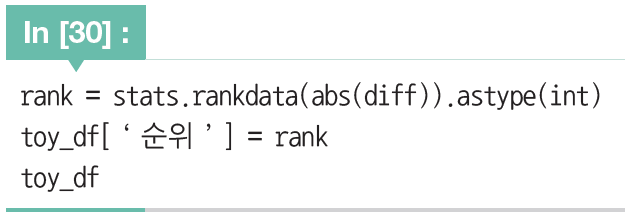 In [30] :
rank = stats.rankdata(abs(diff)).astype(int)
toy_df[ ‘ 순위 ’ ] = rank
toy_df